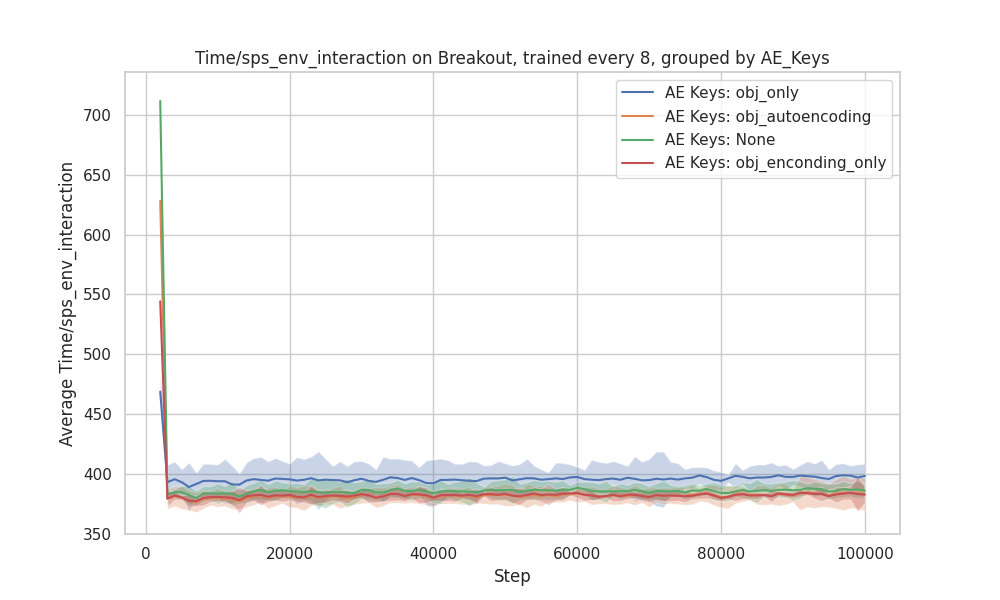 Time/sps_env_interaction on Breakout, trained every 8, grouped by AE_Keys
AE Keys: obj_only
AE Keys: obj_autoencoding
AE Keys: None
AE Keys: obj_enconding_only
Average Time/sps_env_interaction
700
650
600
550
500
450
400
350
0
20000
40000
60000
80000
100000
Step